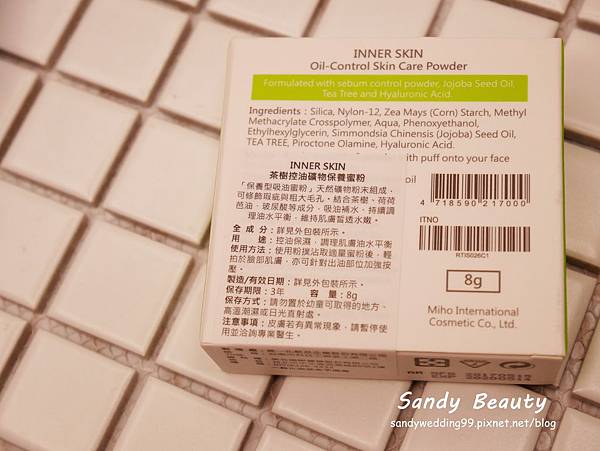 INNER SKIN
Oil-Control Skin Care Powder
Formulated with sebum control powder, Jojoba Seed Oil,
Tea Tree and Hyaluronic Acid.
Ingredients : Silica, Nylon-12, Zea Mays (Corn) Starch, Methyl
Methacrylate Crosspolymer, Aqua, Phenoxyethanol,
Ethylhexylglycerin, Simmondsia Chinensis (Jojoba) Seed Oil,
TEA TREE, Piroctone Olamine, Hyaluronic Acid.
with puff onto your face
oil
INNER SKIN
茶樹控油礦物保養蜜粉
「保養型吸油蜜粉」天然礦物粉末組成，
可修飾瑕疵與粗大毛孔。結合茶樹、荷荷
芭油，玻尿酸等成分，吸油補水，持續調
理油水平衡，維持肌膚皙透水嫩。
全 成 分：詳見外包裝所示。
用 途：控油保濕，調理肌膚油水平衡
使用方法：使用粉撲沾取適量蜜粉後，輕
拍於臉部肌膚，亦可針對出油部位加強按
壓。
製造/有效日期：詳見外包裝所示。
保存期限：3年 容 量：8g
保存方式：請勿置於幼童可取得的地方、
高溫潮濕或日光直射處。
注意事項：皮膚若有異常現象，請暫停使
用並洽詢專業醫生。
4 718590 217000
ITNO
RTIS026C1
8g
Miho International
Cosmetic Co., Ltd.
Sandy Beauty
sandywedding99.pixnet.net/blog